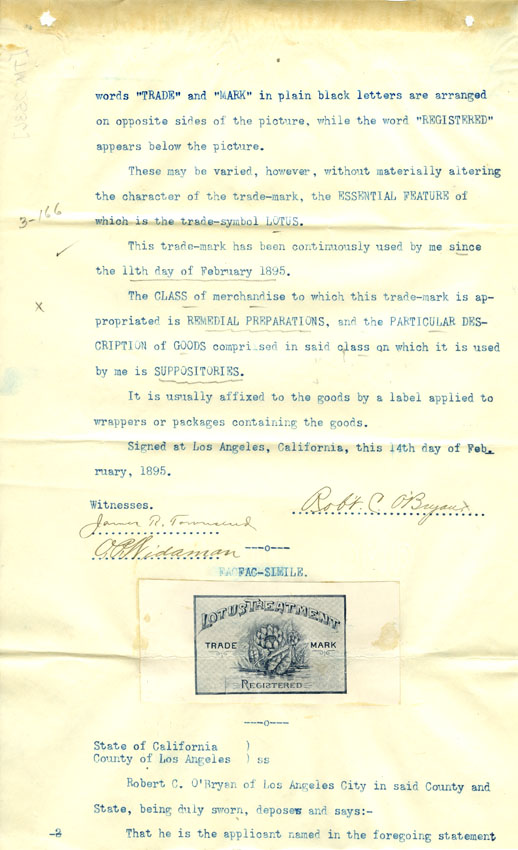 words "TRADE" and "MARK" in plain black letters are arranged
on opposite sides of the picture, while the word "REGISTERED"
appears below the picture.
These may be varied, however, without materially altering
the character of the trade-mark, the ESSENTIAL FEATURE of
3-166
which is the trade-symbol LOTUS.
This trade-mark has been continuously used by me since
the 11th day of February 1895.
The CLASS of merchandise to which this trade-mark is ap-
x
propriated is REMEDIAL PREPARATIONS, and the PARTICULAR DES-
CRIPTION of GOODS comprised in said class on which it is used
by me is SUPPOSITORIES.
It is usually affixed to the goods by a label applied to
wrappers or packages containing the goods.
Signed at Los Angeles, California, this 14th day of Feb-
ruary, 1895.
Witnesses.
Robt. C. O'Bryan
James R. Townsend
Widaman
---o---
FAC-SIMILE.
LOTUS TREATMENT
TRADE MARK
REGISTERED
---o---
State of California )
County of Los Angeles ) ss
Robert C. O'Bryan of Los Angeles City in said County and
State, being duly sworn, deposes and says:-
-3
That he is the applicant named in the foregoing statement